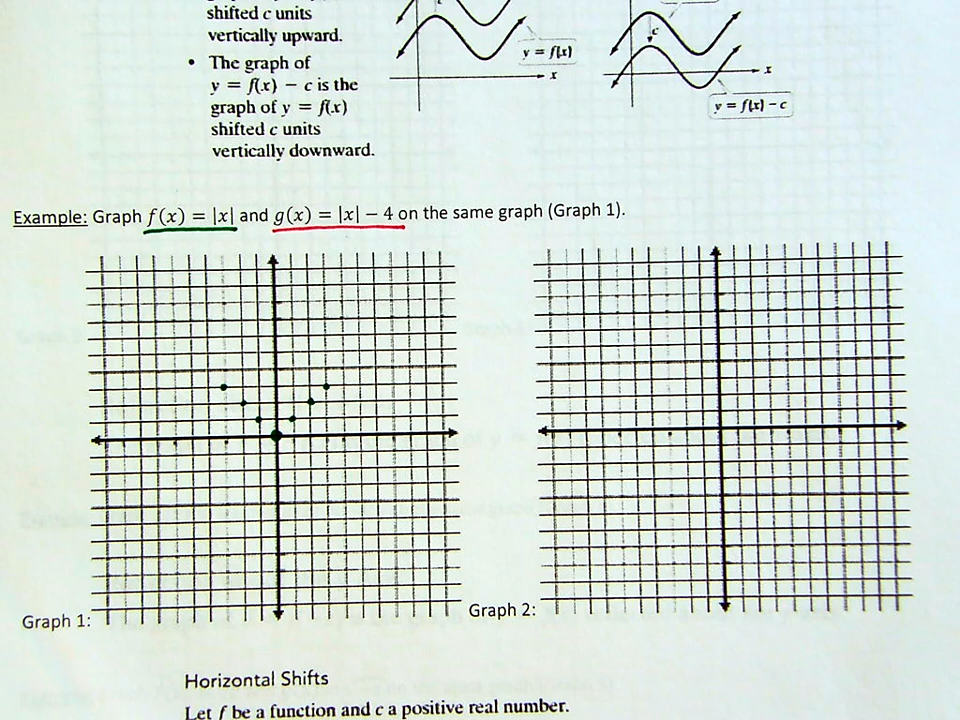 shifted c units
vertically upward.
• The graph of
y = f(x) − c is the
graph of y = f(x)
shifted c units
vertically downward.
c
y = f(x)
x
c
x
y = f(x) − c
Example: Graph f(x) = |x| and g(x) = |x| − 4 on the same graph (Graph 1).
Graph 1:
Graph 2:
Horizontal Shifts
Let f be a function and c a positive real number.